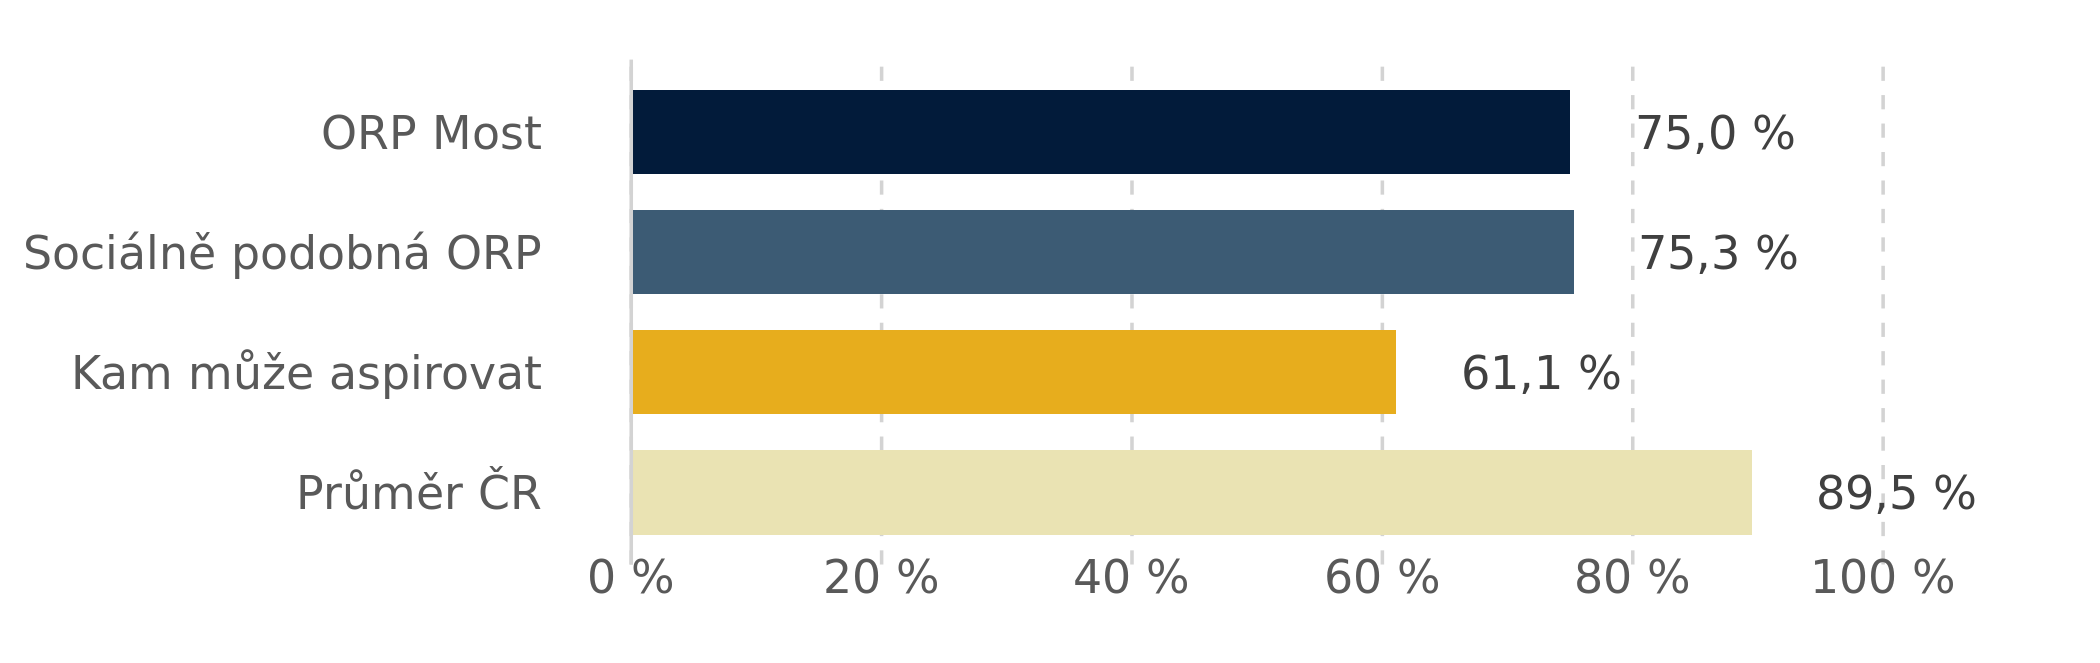 ORP Most
75,0 %
Sociálně podobná ORP
75,3 %
Kam může aspirovat
61,1 %
Průměr ČR
89,5 %
0 %
20 %
40 %
60 %
80 %
100 %